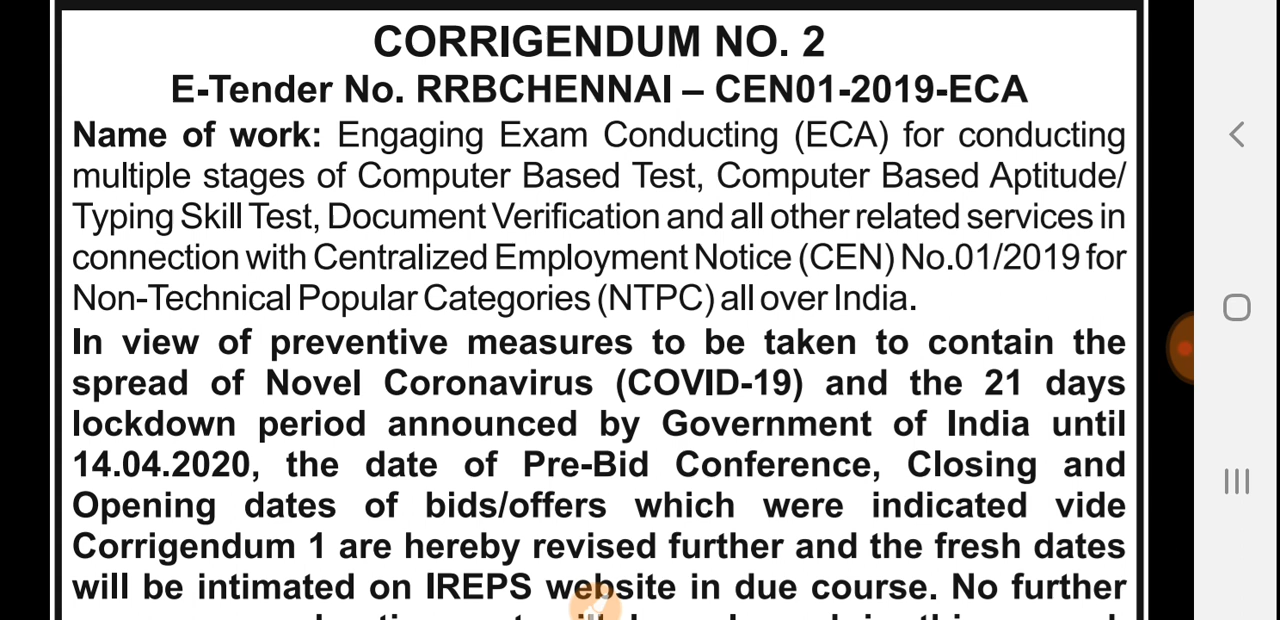 CORRIGENDUM NO. 2
E-Tender No. RRBCHENNAI – CEN01-2019-ECA
Name of work: Engaging Exam Conducting (ECA) for conducting
multiple stages of Computer Based Test, Computer Based Aptitude/
Typing Skill Test, Document Verification and all other related services in
connection with Centralized Employment Notice (CEN) No.01/2019 for
Non-Technical Popular Categories (NTPC) all over India.
In view of preventive measures to be taken to contain the
spread of Novel Coronavirus (COVID-19) and the 21 days
lockdown period announced by Government of India until
14.04.2020, the date of Pre-Bid Conference, Closing and
Opening dates of bids/offers which were indicated vide
Corrigendum 1 are hereby revised further and the fresh dates
will be intimated on IREPS website in due course. No further